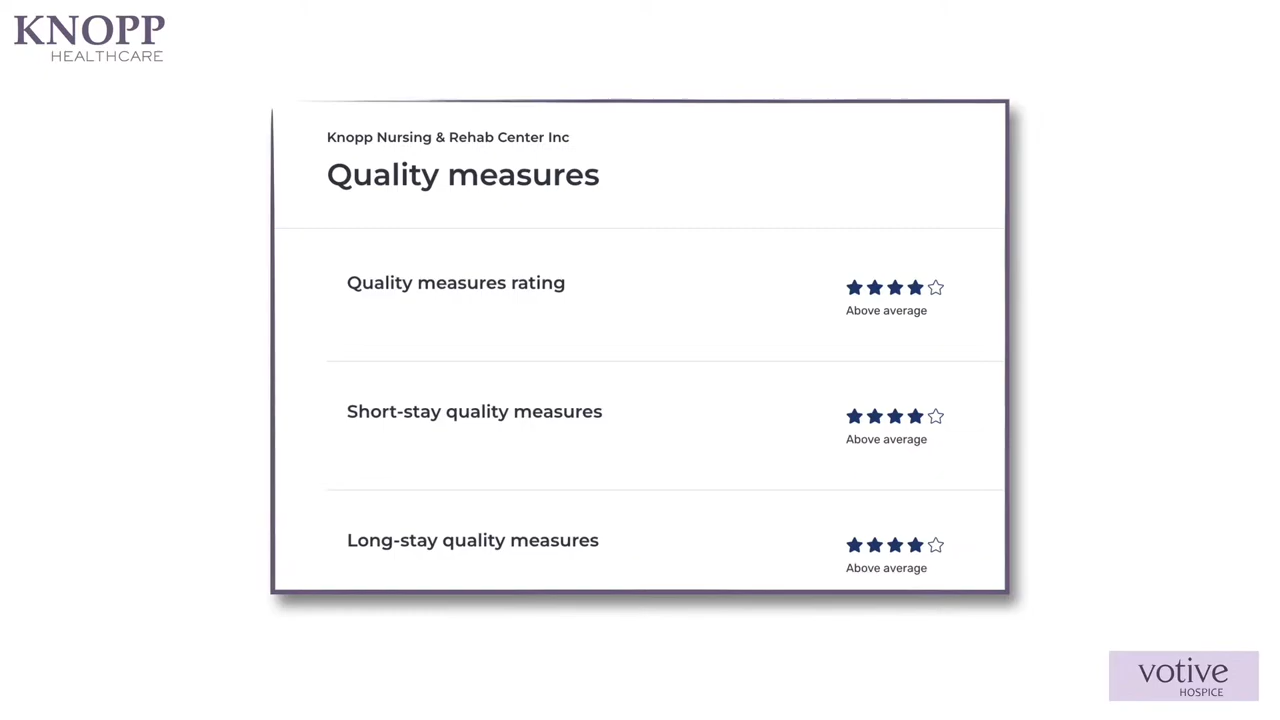 KNOPP
HEALTHCARE
Knopp Nursing & Rehab Center Inc
Quality measures
Quality measures rating
Above average
Short-stay quality measures
Above average
Long-stay quality measures
Above average
votive
HOSPICE